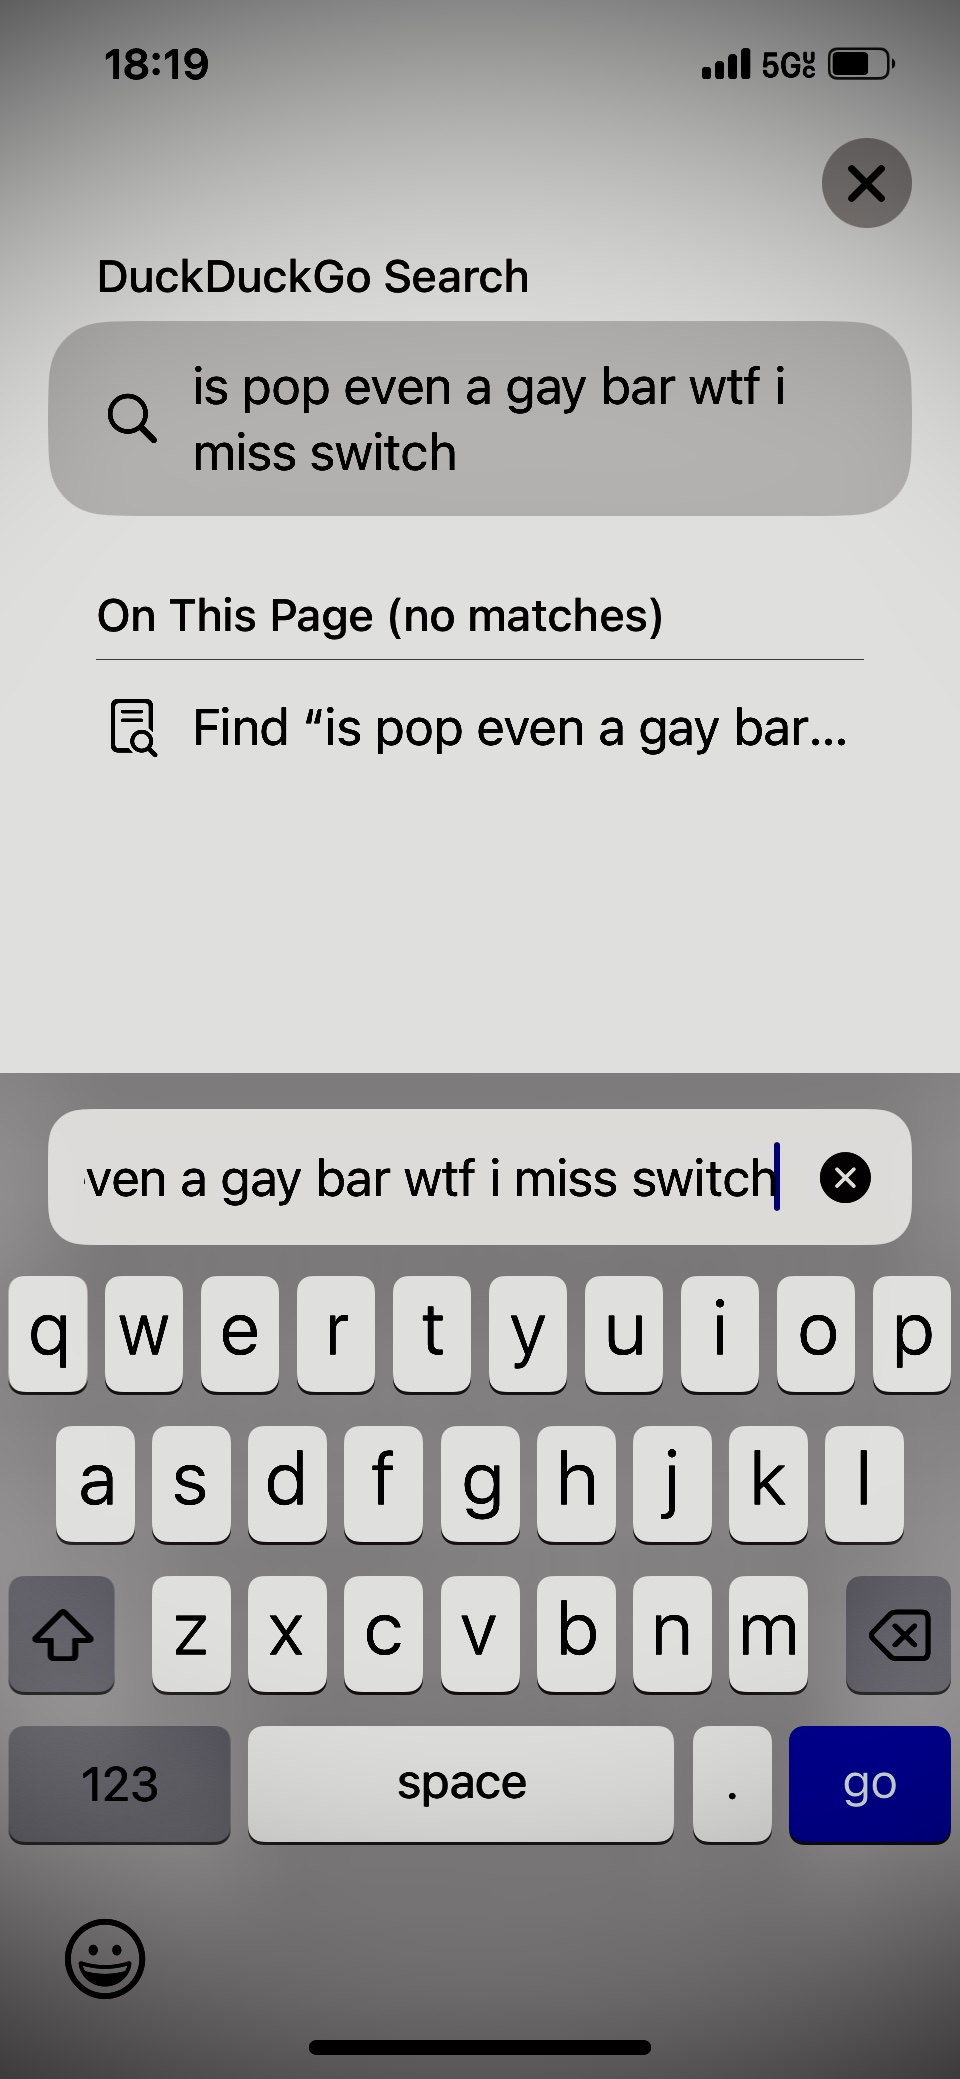 18:19
5GUC
DuckDuckGo Search
is pop even a gay bar wtf i
miss switch
On This Page (no matches)
Find “is pop even a gay bar...
ven a gay bar wtf i miss switch
q w e r t y u i o p
a s d f g h j k l
z x c v b n m
123 space . go